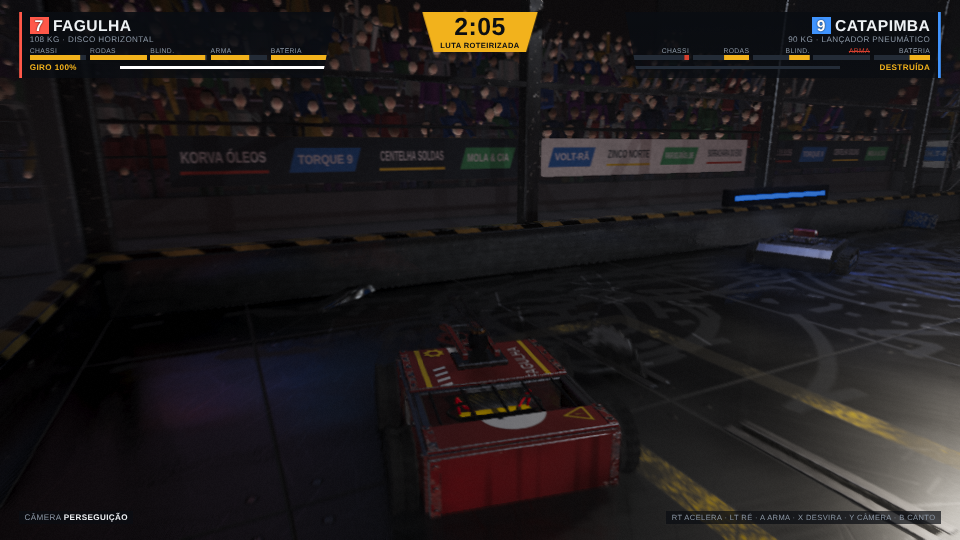 7 FAGULHA
108 KG · DISCO HORIZONTAL
CHASSI RODAS BLIND. ARMA BATERIA
GIRO 100%
2:05
LUTA ROTEIRIZADA
9 CATAPIMBA
90 KG · LANÇADOR PNEUMÁTICO
CHASSI RODAS BLIND. ARMA BATERIA
DESTRUÍDA
KORVA ÓLEOS TORQUE 9 CENTELHA SOLDAS MOLA & CIA VOLT-RÃ ZINCO NORTE
FAGULHA
CÂMERA PERSEGUIÇÃO
RT ACELERA · LT RÉ · A ARMA · X DESVIRA · Y CÂMERA · B CANTO